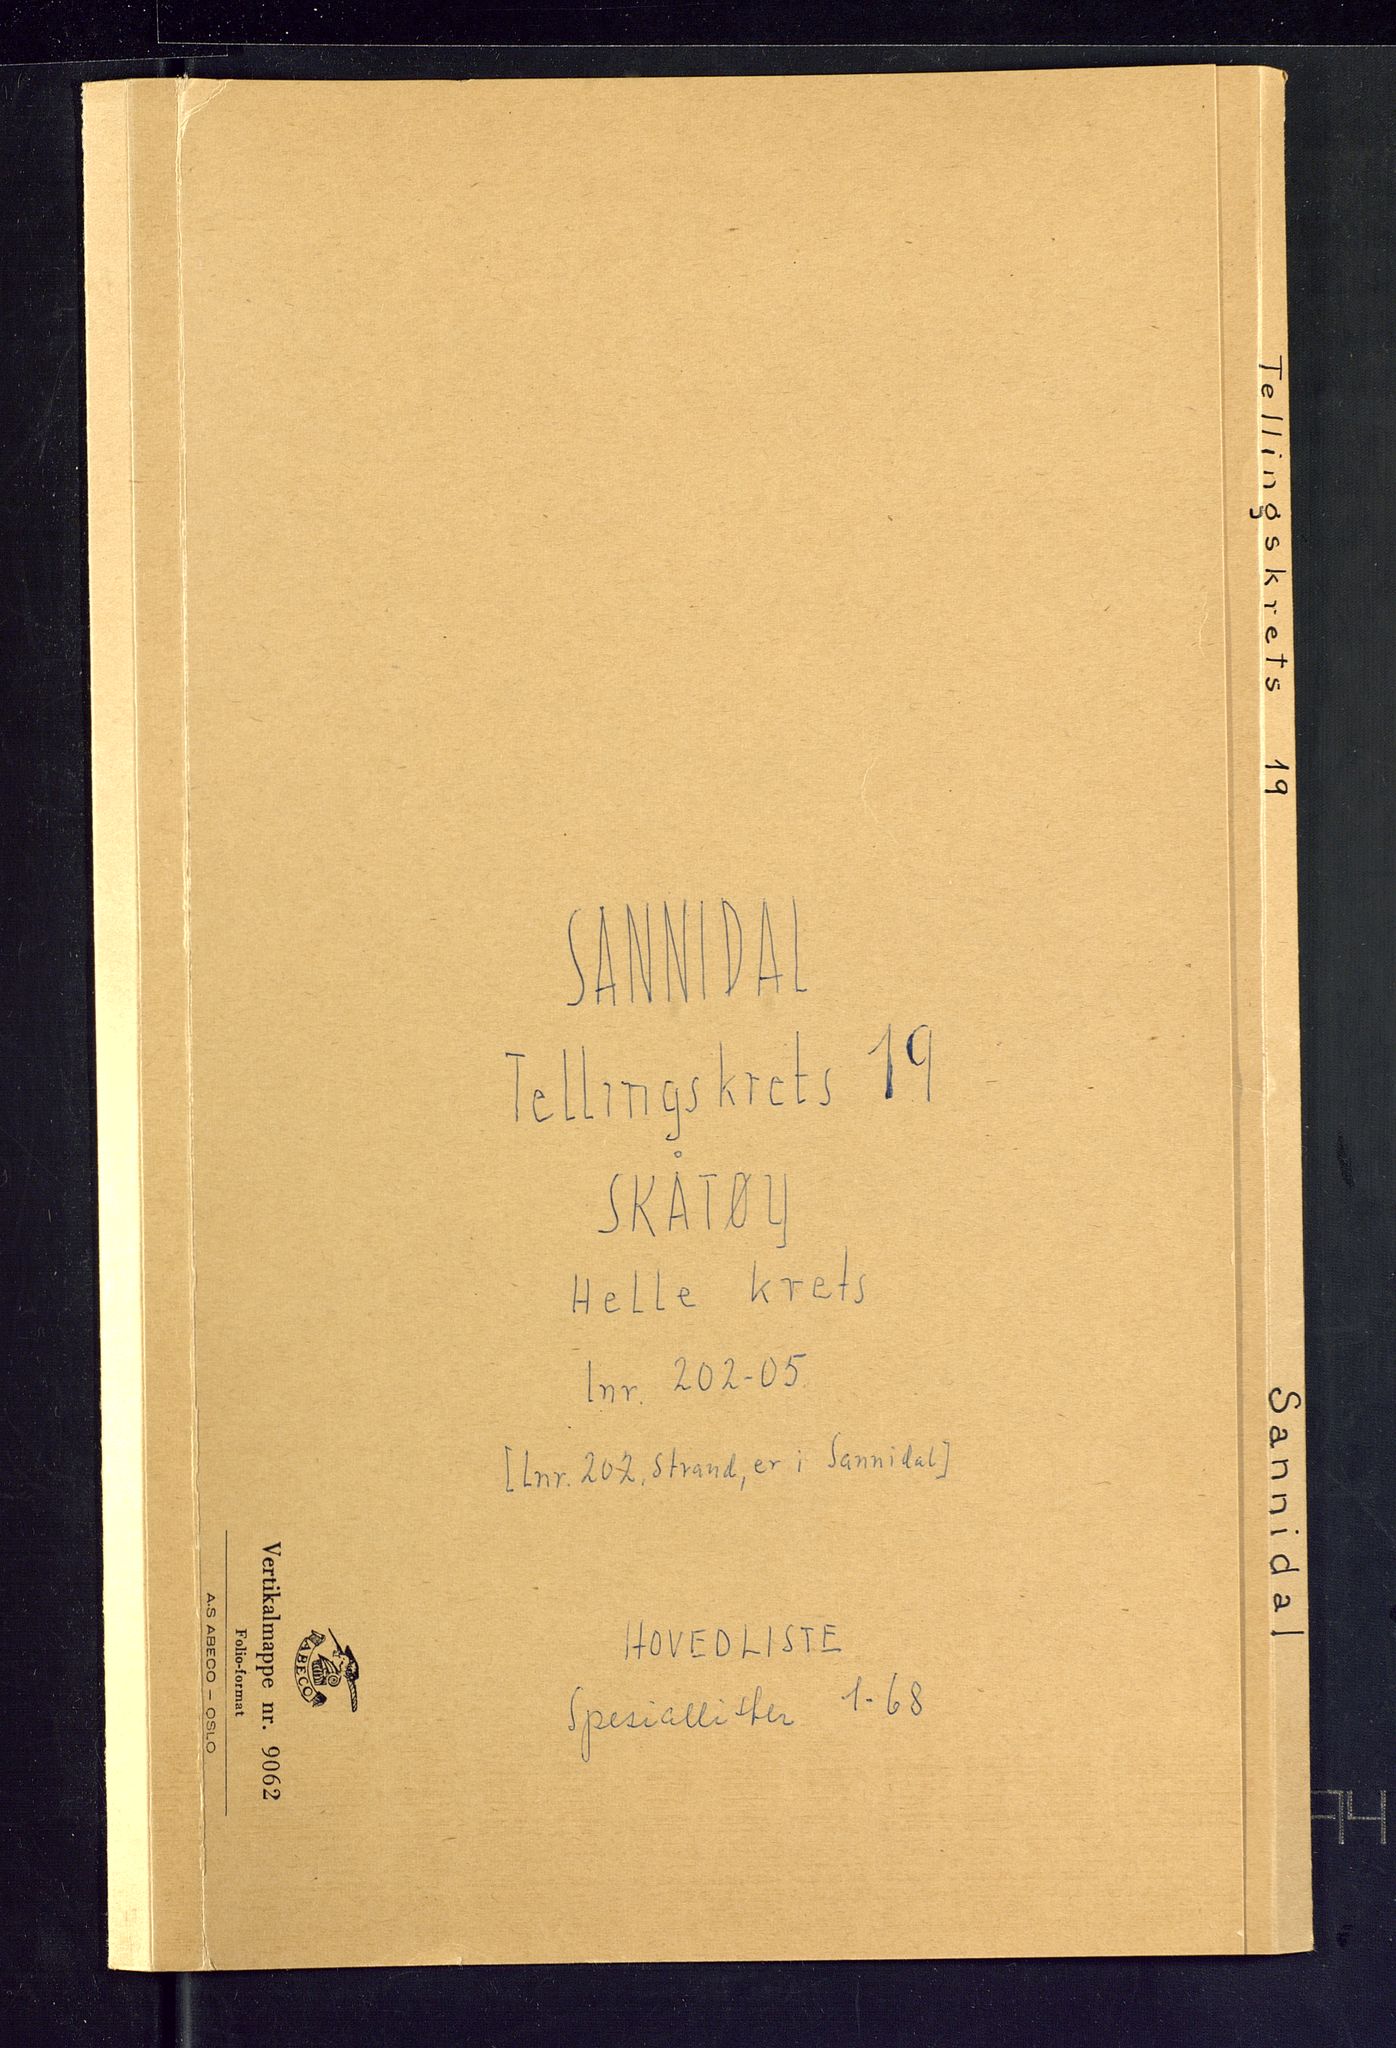 SANNIDAL
Tellingskrets 19
SKÅTØY
Helle krets
lnr. 202-05
[Lnr. 202, Strand, er i Sannidal]
HOVEDLISTE
Spesiallister 1-68
Tellingskrets 19
Sannidal
ABECO
Vertikalmappe nr. 9062
Folio-format
A.S ABECO – OSLO
A4